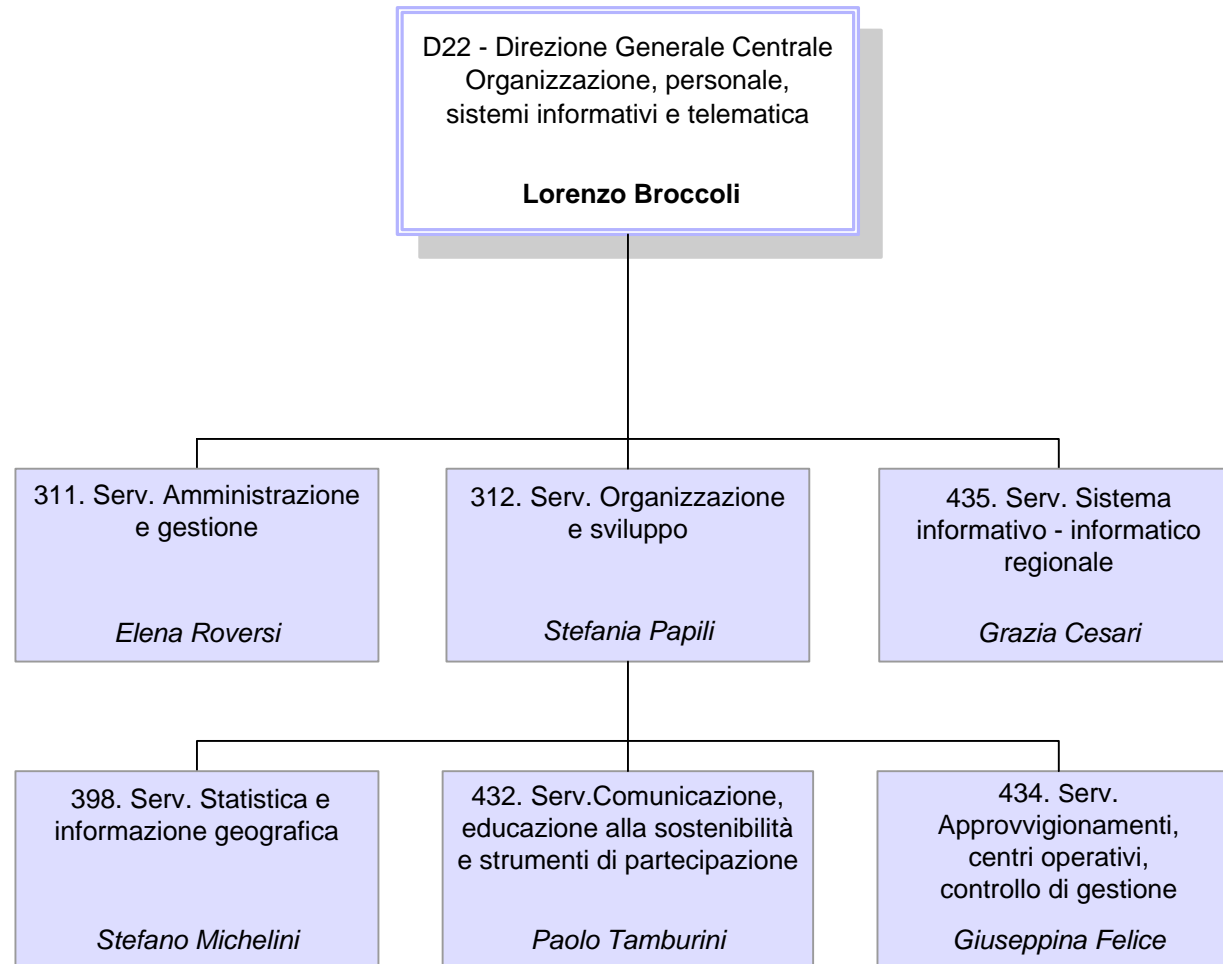 D22 - Direzione Generale Centrale
Organizzazione, personale,
sistemi informativi e telematica
Lorenzo Broccoli
311. Serv. Amministrazione
e gestione
Elena Roversi
312. Serv. Organizzazione
e sviluppo
Stefania Papili
435. Serv. Sistema
informativo - informatico
regionale
Grazia Cesari
398. Serv. Statistica e
informazione geografica
Stefano Michelini
432. Serv.Comunicazione,
educazione alla sostenibilità
e strumenti di partecipazione
Paolo Tamburini
434. Serv.
Approvvigionamenti,
centri operativi,
controllo di gestione
Giuseppina Felice